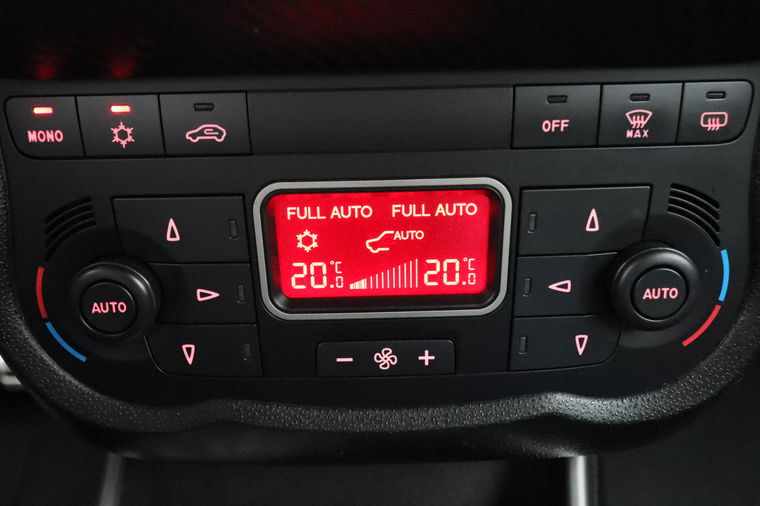 MONO
OFF
MAX
FULL AUTO FULL AUTO
AUTO
20.0°C 20.0°C
AUTO
AUTO
- +